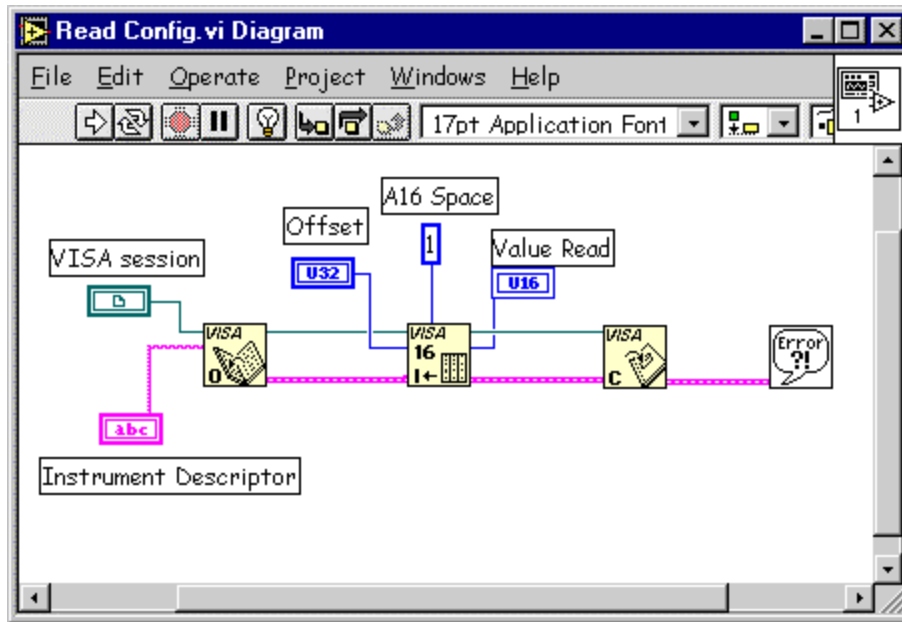 Read Config.vi Diagram
File Edit Operate Project Windows Help
17pt Application Font
1
A16 Space
Offset
1
Value Read
VISA session
U32
U16
VISA
O
VISA
16
I←
VISA
C
Error
?!
abc
Instrument Descriptor